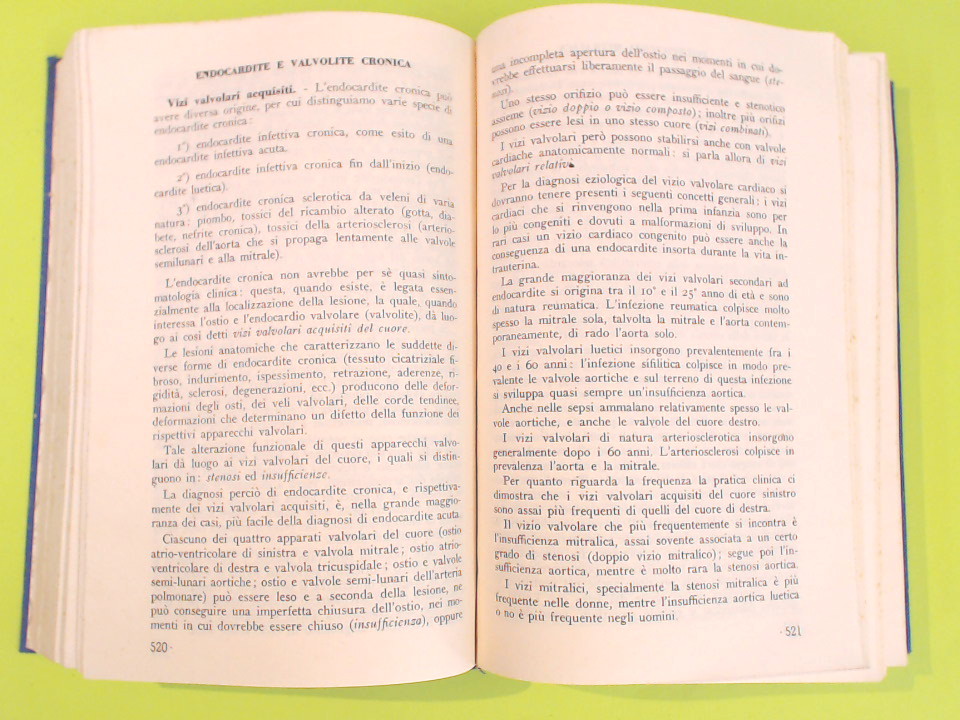 ENDOCARDITE E VALVOLITE CRONICA
Vizi valvolari acquisiti. - L'endocardite cronica può
avere diversa origine, per cui distinguiamo varie specie di
endocardite cronica:
1°) endocardite infettiva cronica, come esito di una
endocardite infettiva acuta.
2°) endocardite infettiva cronica fin dall'inizio (endo-
cardite luetica).
3°) endocardite cronica sclerotica da veleni di varia
natura: piombo, tossici del ricambio alterato (gotta, dia-
bete, nefrite cronica), tossici della arteriosclerosi (arterio-
sclerosi dell'aorta che si propaga lentamente alle valvole
semilunari e alla mitrale).
L'endocardite cronica non avrebbe per sè quasi sinto-
matologia clinica: questa, quando esiste, è legata essen-
zialmente alla localizzazione della lesione, la quale, quando
interessa l'ostio e l'endocardio valvolare (valvolite), dà luo-
go ai così detti vizi valvolari acquisiti del cuore.
Le lesioni anatomiche che caratterizzano le suddette di-
verse forme di endocardite cronica (tessuto cicatriziale fi-
broso, indurimento, ispessimento, retrazione, aderenze, ri-
gidità, sclerosi, degenerazioni, ecc.) producono delle defor-
mazioni degli osti, dei veli valvolari, delle corde tendinee,
deformazioni che determinano un difetto della funzione dei
rispettivi apparecchi valvolari.
Tale alterazione funzionale di questi apparecchi valvo-
lari dà luogo ai vizi valvolari del cuore, i quali si distin-
guono in: stenosi ed insufficienze.
La diagnosi perciò di endocardite cronica, e rispettiva-
mente dei vizi valvolari acquisiti, è, nella grande maggio-
ranza dei casi, più facile della diagnosi di endocardite acuta.
Ciascuno dei quattro apparati valvolari del cuore (ostio
atrio-ventricolare di sinistra e valvola mitrale; ostio atrio-
ventricolare di destra e valvola tricuspidale; ostio e valvole
semi-lunari aortiche; ostio e valvole semi-lunari dell'arteria
polmonare) può essere leso e a seconda della lesione, ne
può conseguire una imperfetta chiusura dell'ostio, nei mo-
menti in cui dovrebbe essere chiuso (insufficienza), oppure
520 ·
una incompleta apertura dell'ostio nei momenti in cui do-
vrebbe effettuarsi liberamente il passaggio del sangue (ste-
nosi).
Uno stesso orifizio può essere insufficiente e stenotico
assieme (vizio doppio o vizio composto); inoltre più orifizi
possono essere lesi in uno stesso cuore (vizi combinati).
I vizi valvolari però possono stabilirsi anche con valvole
cardiache anatomicamente normali: si parla allora di vizi
valvolari relativi
Per la diagnosi eziologica del vizio valvolare cardiaco si
dovranno tenere presenti i seguenti concetti generali: i vizi
cardiaci che si rinvengono nella prima infanzia sono per
lo più congeniti e dovuti a malformazioni di sviluppo. In
rari casi un vizio cardiaco congenito può essere anche la
conseguenza di una endocardite insorta durante la vita in-
trauterina.
La grande maggioranza dei vizi valvolari secondari ad
endocardite si origina tra il 10° e il 25° anno di età e sono
di natura reumatica. L'infezione reumatica colpisce molto
spesso la mitrale sola, talvolta la mitrale e l'aorta contem-
poraneamente, di rado l'aorta solo.
I vizi valvolari luetici insorgono prevalentemente fra i
40 e i 60 anni: l'infezione sifilitica colpisce in modo pre-
valente le valvole aortiche e sul terreno di questa infezione
si sviluppa quasi sempre un'insufficienza aortica.
Anche nelle sepsi ammalano relativamente spesso le val-
vole aortiche, e anche le valvole del cuore destro.
I vizi valvolari di natura arteriosclerotica insorgono
generalmente dopo i 60 anni. L'arteriosclerosi colpisce in
prevalenza l'aorta e la mitrale.
Per quanto riguarda la frequenza la pratica clinica ci
dimostra che i vizi valvolari acquisiti del cuore sinistro
sono assai più frequenti di quelli del cuore di destra.
Il vizio valvolare che più frequentemente si incontra è
l'insufficienza mitralica, assai sovente associata a un certo
grado di stenosi (doppio vizio mitralico); segue poi l'in-
sufficienza aortica, mentre è molto rara la stenosi aortica.
I vizi mitralici, specialmente la stenosi mitralica è più
frequente nelle donne, mentre l'insufficienza aortica luetica
o no è più frequente negli uomini.
· 521